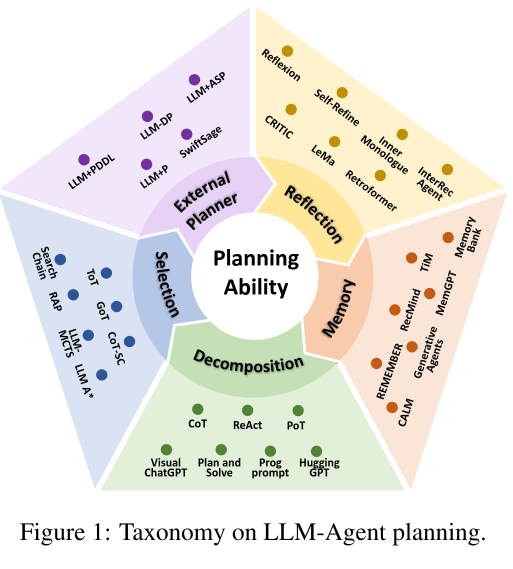 Planning
Ability
External
Planner
LLM+ASP
LLM-DP
SwiftSage
LLM+PDDL
LLM+P
Reflection
Reflexion
Self-Refine
CRITIC
Inner
Monologue
LeMa
InterRec
Agent
Retroformer
Memory
Memory
Bank
TiM
MemGPT
RecMind
Generative
Agents
REMEMBER
CALM
Decomposition
CoT
ReAct
PoT
Visual
ChatGPT
Plan and
Solve
Prog
prompt
Hugging
GPT
Selection
Search
Chain
ToT
RAP
GoT
LLM-
MCTS
CoT-SC
LLM A*
Figure 1: Taxonomy on LLM-Agent planning.